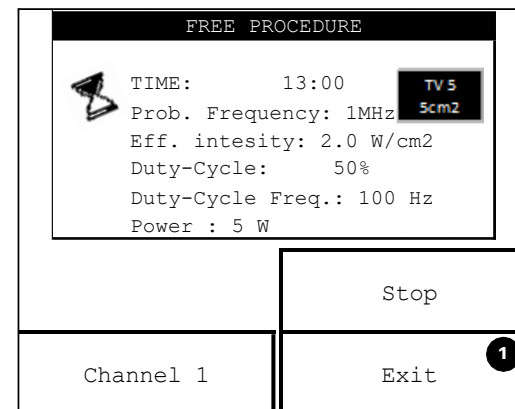 FREE PROCEDURE
TIME: 13:00
TV 5
5cm2
Prob. Frequency: 1MHz
Eff. intesity: 2.0 W/cm2
Duty-Cycle: 50%
Duty-Cycle Freq.: 100 Hz
Power : 5 W
Stop
Channel 1
Exit
1